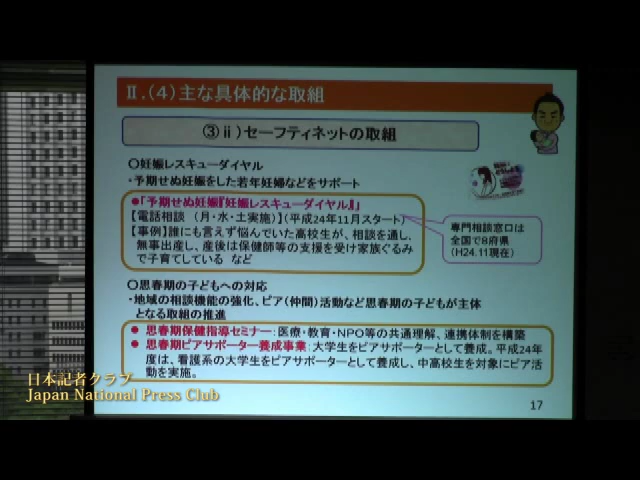 Ⅱ.(4)主な具体的な取組
③ⅱ)セーフティネットの取組
○妊娠レスキューダイヤル
・予期せぬ妊娠をした若年妊婦などをサポート
●「予期せぬ妊娠『妊娠レスキューダイヤル』」
【電話相談 (月・水・土実施)】(平成24年11月スタート)
【事例】誰にも言えず悩んでいた高校生が、相談を通し、
無事出産し、産後は保健師等の支援を受け家族ぐるみ
で子育てしている など
専門相談窓口は
全国で8府県
(H24.11現在)
○思春期の子どもへの対応
・地域の相談機能の強化、ピア(仲間)活動など思春期の子どもが主体
となる取組の推進
● 思春期保健指導セミナー:医療・教育・NPO等の共通理解、連携体制を構築
● 思春期ピアサポーター養成事業:大学生をピアサポーターとして養成。平成24年
度は、看護系の大学生をピアサポーターとして養成し、中高校生を対象にピア活
動を実施。
17
日本記者クラブ
Japan National Press Club